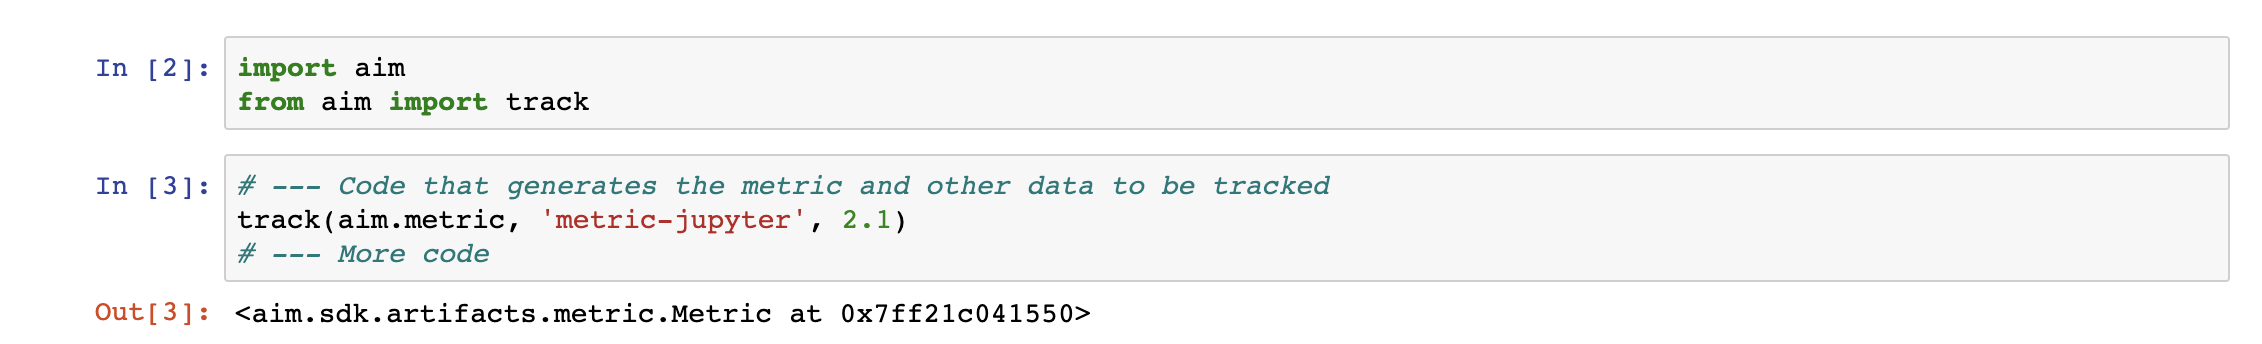 In [2]: import aim
from aim import track
In [3]: # --- Code that generates the metric and other data to be tracked
track(aim.metric, 'metric-jupyter', 2.1)
# --- More code
Out[3]: <aim.sdk.artifacts.metric.Metric at 0x7ff21c041550>